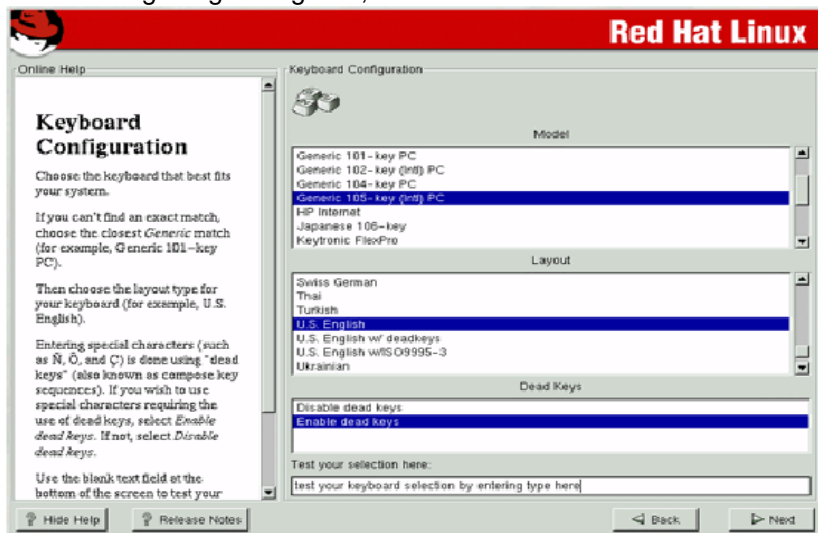 Red Hat Linux
Online Help
Keyboard
Configuration
Choose the keyboard that best fits
your system.
If you can't find an exact match,
choose the closest Generic match
(for example, Generic 101-key
PC).
Then choose the layout type for
your keyboard (for example, U.S.
English).
Entering special characters (such
as Ñ, Ô, and Ç) is done using "dead
keys" (also known as compose key
sequences). If you wish to use
special characters requiring the
use of dead keys, select Enable
dead keys. If not, select Disable
dead keys.
Use the blank text field at the
bottom of the screen to test your
Keyboard Configuration
Model
Generic 101-key PC
Generic 102-key (Intl) PC
Generic 104-key PC
Generic 105-key (Intl) PC
HP Internet
Japanese 106-key
Keytronic FlexPro
Layout
Swiss German
Thai
Turkish
U.S. English
U.S. English w/ deadkeys
U.S. English w/ISO9995-3
Ukrainian
Dead Keys
Disable dead keys
Enable dead keys
Test your selection here:
test your keyboard selection by entering type here
Hide Help
Release Notes
Back
Next